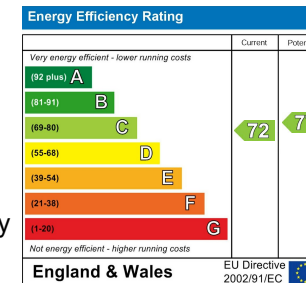 Energy Efficiency Rating
Current
Very energy efficient - lower running costs
(92 plus) A
(81-91) B
(69-80) C
72
(55-68) D
(39-54) E
(21-38) F
(1-20) G
Not energy efficient - higher running costs
England & Wales
EU Directive
2002/91/EC